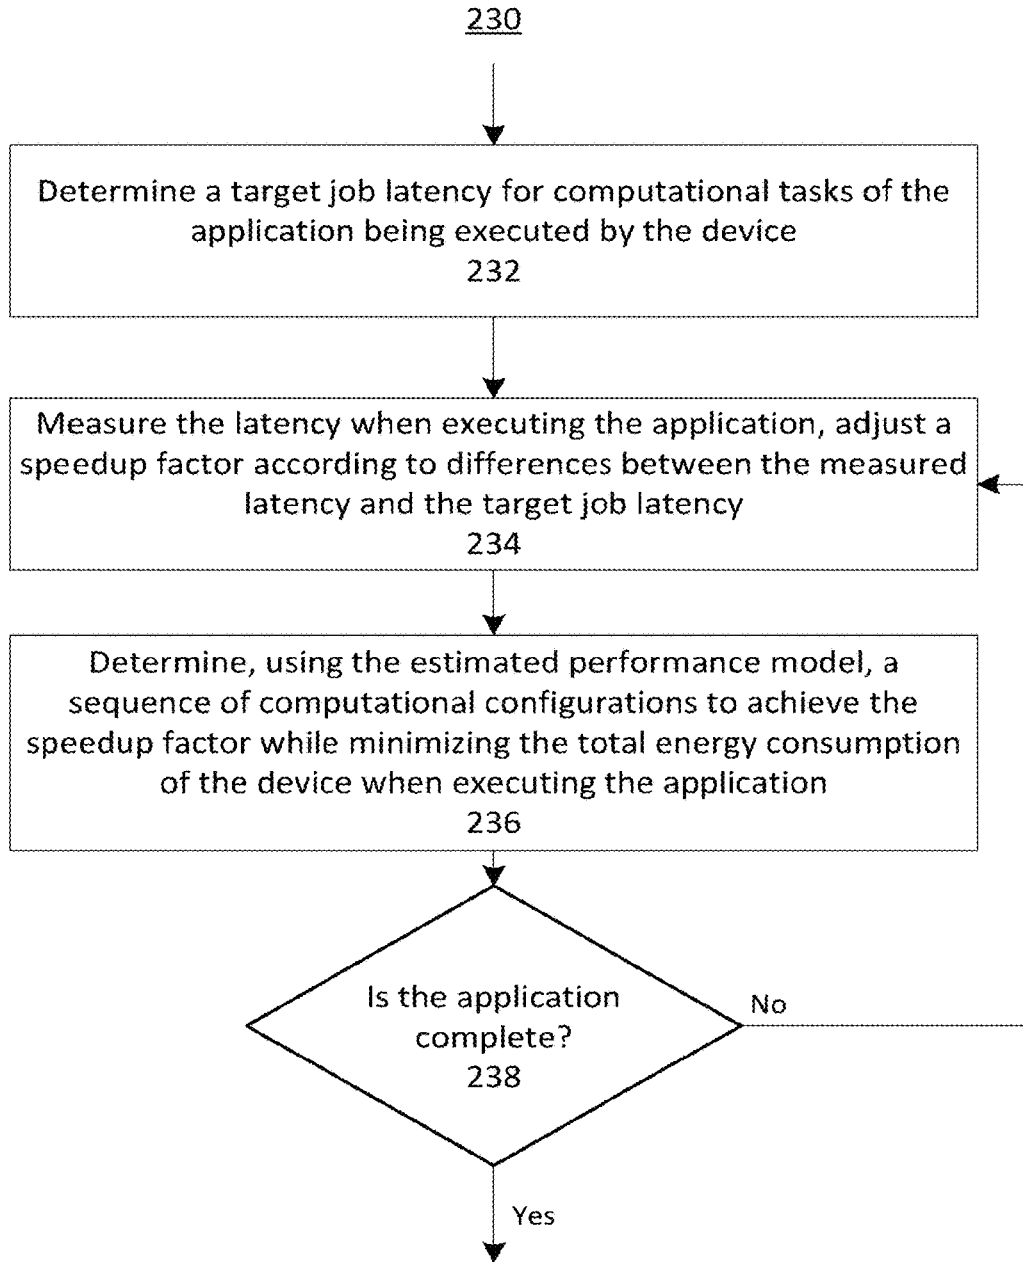 230
Determine a target job latency for computational tasks of the
application being executed by the device
232
Measure the latency when executing the application, adjust a
speedup factor according to differences between the measured
latency and the target job latency
234
Determine, using the estimated performance model, a
sequence of computational configurations to achieve the
speedup factor while minimizing the total energy consumption
of the device when executing the application
236
Is the application
complete?
238
No
Yes